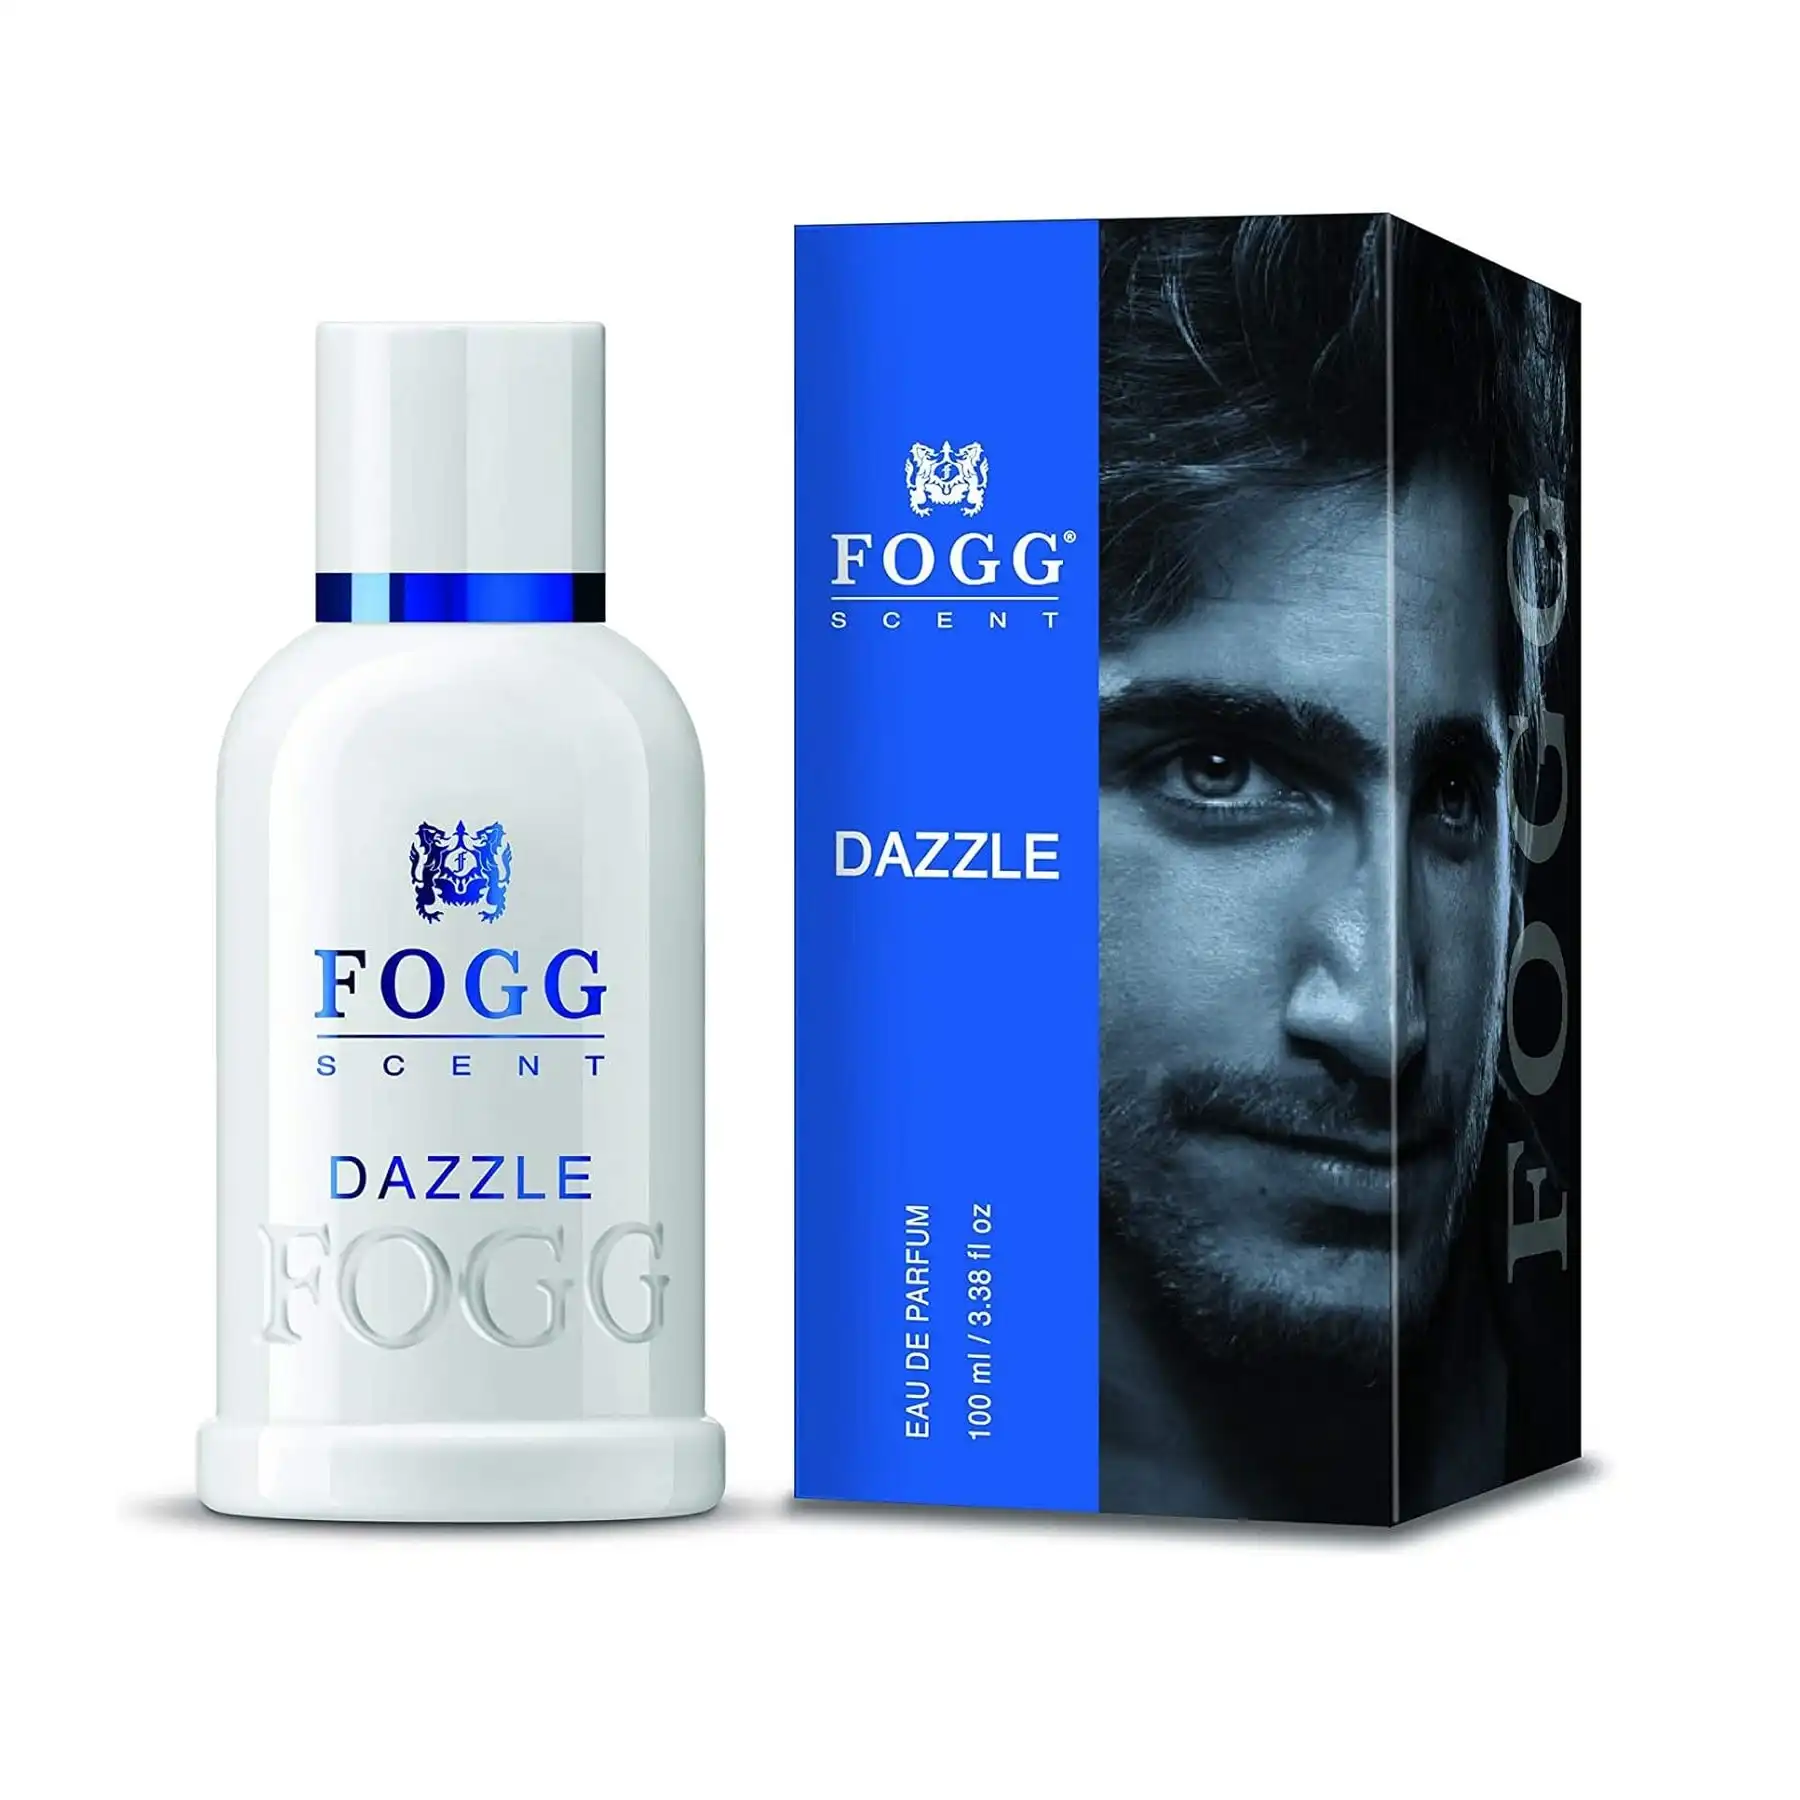 f
FOGG
SCENT
DAZZLE
FOGG
f
FOGG®
SCENT
DAZZLE
EAU DE PARFUM
100 ml / 3.38 fl oz
FOGG